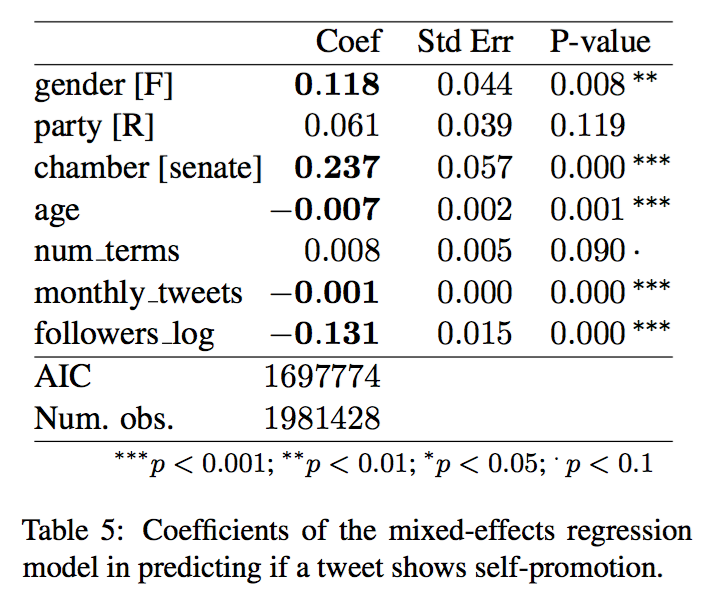 Coef Std Err P-value
gender [F] 0.118 0.044 0.008 **
party [R] 0.061 0.039 0.119
chamber [senate] 0.237 0.057 0.000 ***
age −0.007 0.002 0.001 ***
num_terms 0.008 0.005 0.090 ·
monthly_tweets −0.001 0.000 0.000 ***
followers_log −0.131 0.015 0.000 ***
AIC 1697774
Num. obs. 1981428
***p < 0.001; **p < 0.01; *p < 0.05; ·p < 0.1
Table 5: Coefficients of the mixed-effects regression
model in predicting if a tweet shows self-promotion.